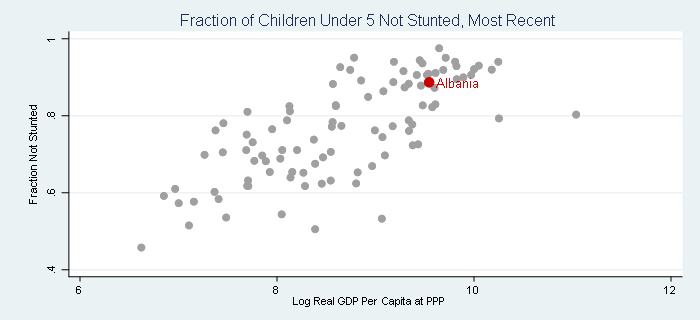 Fraction of Children Under 5 Not Stunted, Most Recent
Fraction Not Stunted
1
.8
.6
.4
Albania
6
8
10
12
Log Real GDP Per Capita at PPP